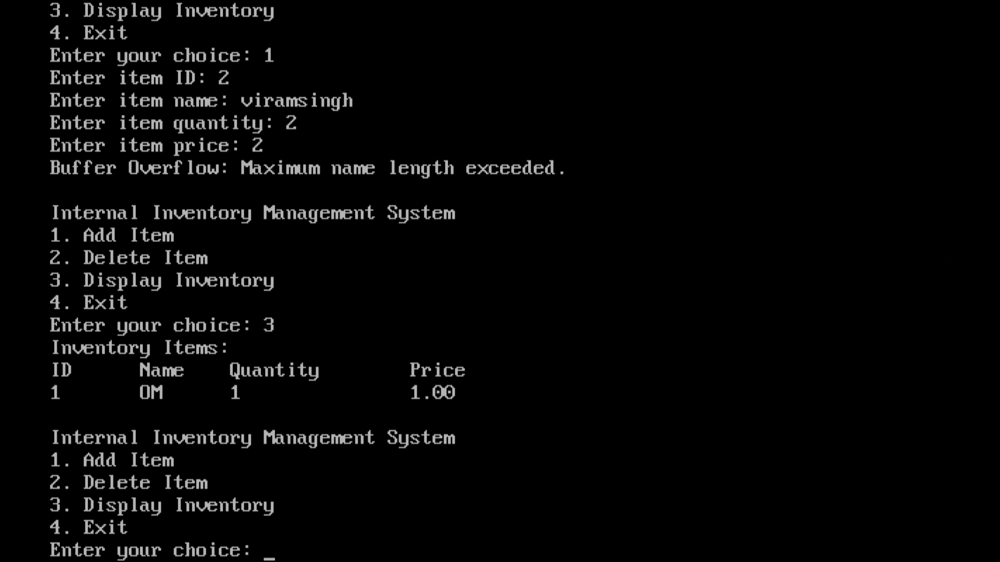 3. Display Inventory
4. Exit
Enter your choice: 1
Enter item ID: 2
Enter item name: viramsingh
Enter item quantity: 2
Enter item price: 2
Buffer Overflow: Maximum name length exceeded.
Internal Inventory Management System
1. Add Item
2. Delete Item
3. Display Inventory
4. Exit
Enter your choice: 3
Inventory Items:
ID Name Quantity Price
1 OM 1 1.00
Internal Inventory Management System
1. Add Item
2. Delete Item
3. Display Inventory
4. Exit
Enter your choice: _